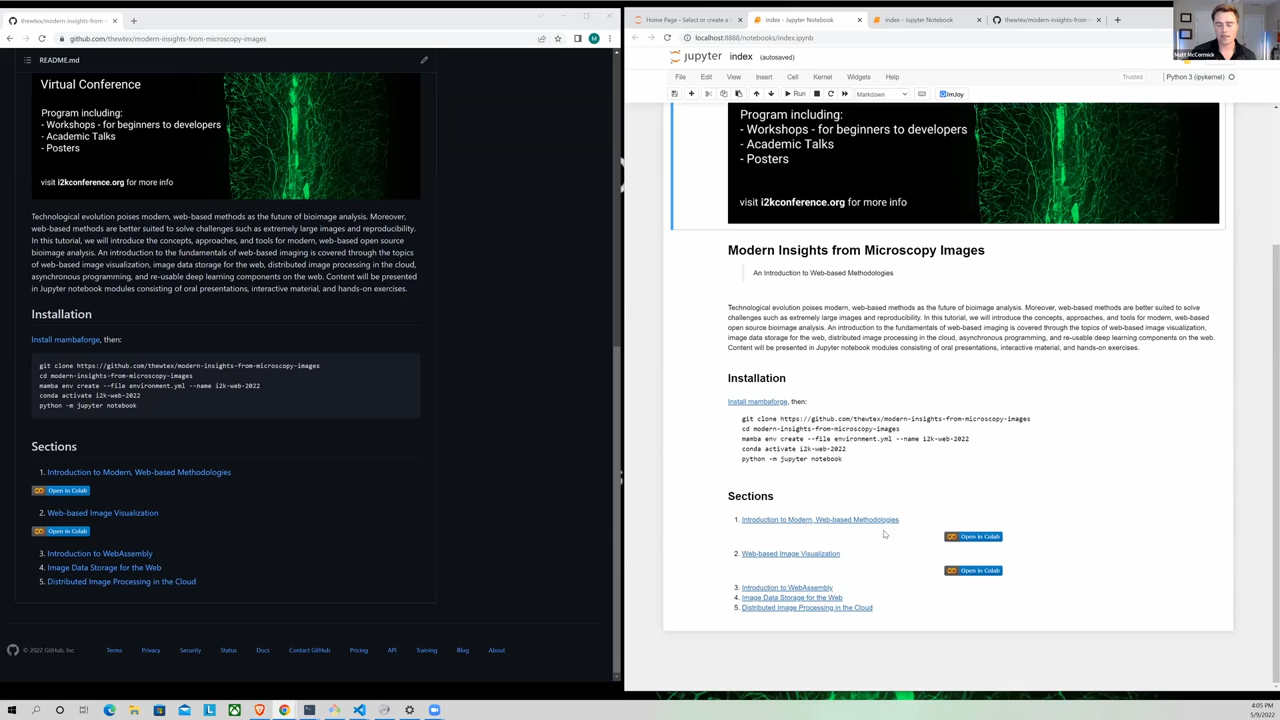 thewtex/modern-insights-from
github.com/thewtex/modern-insights-from-microscopy-images
M
README.md
Virtual Conference
Program including:
- Workshops - for beginners to developers
- Academic Talks
- Posters
visit i2kconference.org for more info
Technological evolution poises modern, web-based methods as the future of bioimage analysis. Moreover,
web-based methods are better suited to solve challenges such as extremely large images and reproducibility.
In this tutorial, we will introduce the concepts, approaches, and tools for modern, web-based open source
bioimage analysis. An introduction to the fundamentals of web-based imaging is covered through the topics
of web-based image visualization, image data storage for the web, distributed image processing in the cloud,
asynchronous programming, and re-usable deep learning components on the web. Content will be presented
in Jupyter notebook modules consisting of oral presentations, interactive material, and hands-on exercises.
Installation
Install mambaforge, then:
git clone https://github.com/thewtex/modern-insights-from-microscopy-images
cd modern-insights-from-microscopy-images
mamba env create --file environment.yml --name i2k-web-2022
conda activate i2k-web-2022
python -m jupyter notebook
Sections
1. Introduction to Modern, Web-based Methodologies
Open in Colab
2. Web-based Image Visualization
Open in Colab
3. Introduction to WebAssembly
4. Image Data Storage for the Web
5. Distributed Image Processing in the Cloud
© 2022 GitHub, Inc. Terms Privacy Security Status Docs Contact GitHub Pricing API Training Blog About
Home Page - Select or create a n
index - Jupyter Notebook
index - Jupyter Notebook
thewtex/modern-insights-from-m
localhost:8888/notebooks/index.ipynb
Matt McCormick
jupyter index (autosaved)
File Edit View Insert Cell Kernel Widgets Help Trusted Python 3 (ipykernel)
Run Markdown ImJoy
Program including:
- Workshops - for beginners to developers
- Academic Talks
- Posters
visit i2kconference.org for more info
Modern Insights from Microscopy Images
An Introduction to Web-based Methodologies
Technological evolution poises modern, web-based methods as the future of bioimage analysis. Moreover, web-based methods are better suited to solve
challenges such as extremely large images and reproducibility. In this tutorial, we will introduce the concepts, approaches, and tools for modern, web-based
open source bioimage analysis. An introduction to the fundamentals of web-based imaging is covered through the topics of web-based image visualization,
image data storage for the web, distributed image processing in the cloud, asynchronous programming, and re-usable deep learning components on the web.
Content will be presented in Jupyter notebook modules consisting of oral presentations, interactive material, and hands-on exercises.
Installation
Install mambaforge, then:
git clone https://github.com/thewtex/modern-insights-from-microscopy-images
cd modern-insights-from-microscopy-images
mamba env create --file environment.yml --name i2k-web-2022
conda activate i2k-web-2022
python -m jupyter notebook
Sections
1. Introduction to Modern, Web-based Methodologies
Open in Colab
2. Web-based Image Visualization
Open in Colab
3. Introduction to WebAssembly
4. Image Data Storage for the Web
5. Distributed Image Processing in the Cloud
4:05 PM
5/9/2022